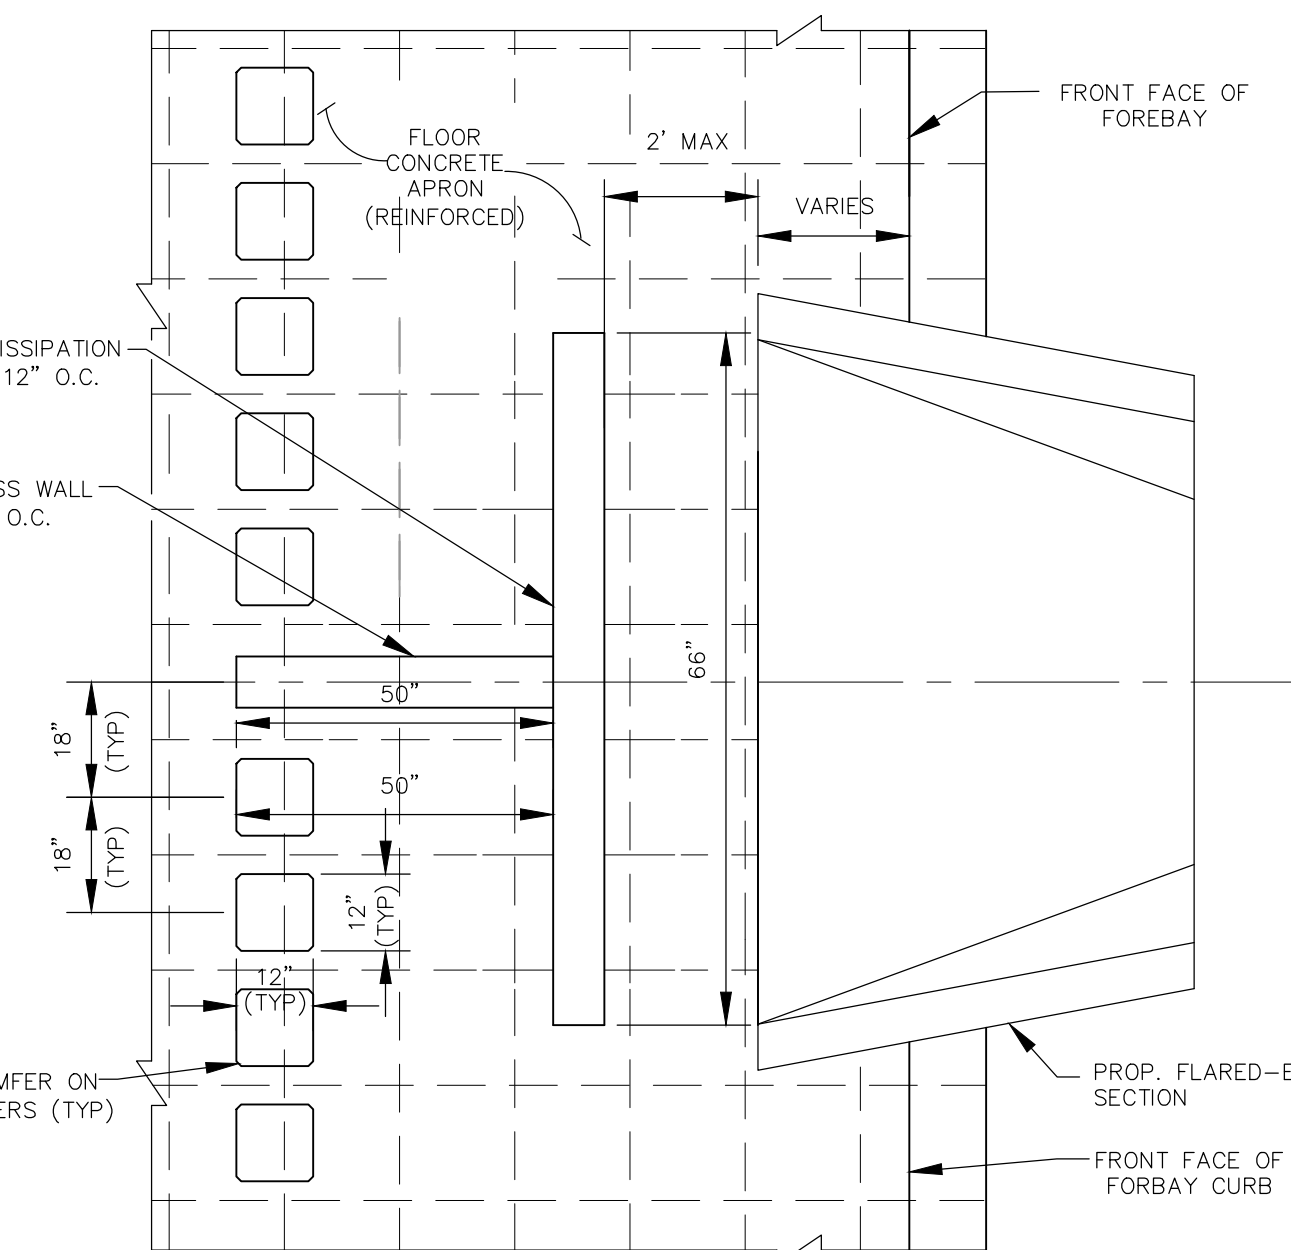 FRONT FACE OF
FOREBAY
2' MAX
FLOOR
CONCRETE
APRON
(REINFORCED)
VARIES
ISSIPATION
12" O.C.
SS WALL
O.C.
66"
50"
18"
(TYP)
50"
18"
(TYP)
12"
(TYP)
12"
(TYP)
MFER ON
ERS (TYP)
PROP. FLARED-E
SECTION
FRONT FACE OF
FORBAY CURB